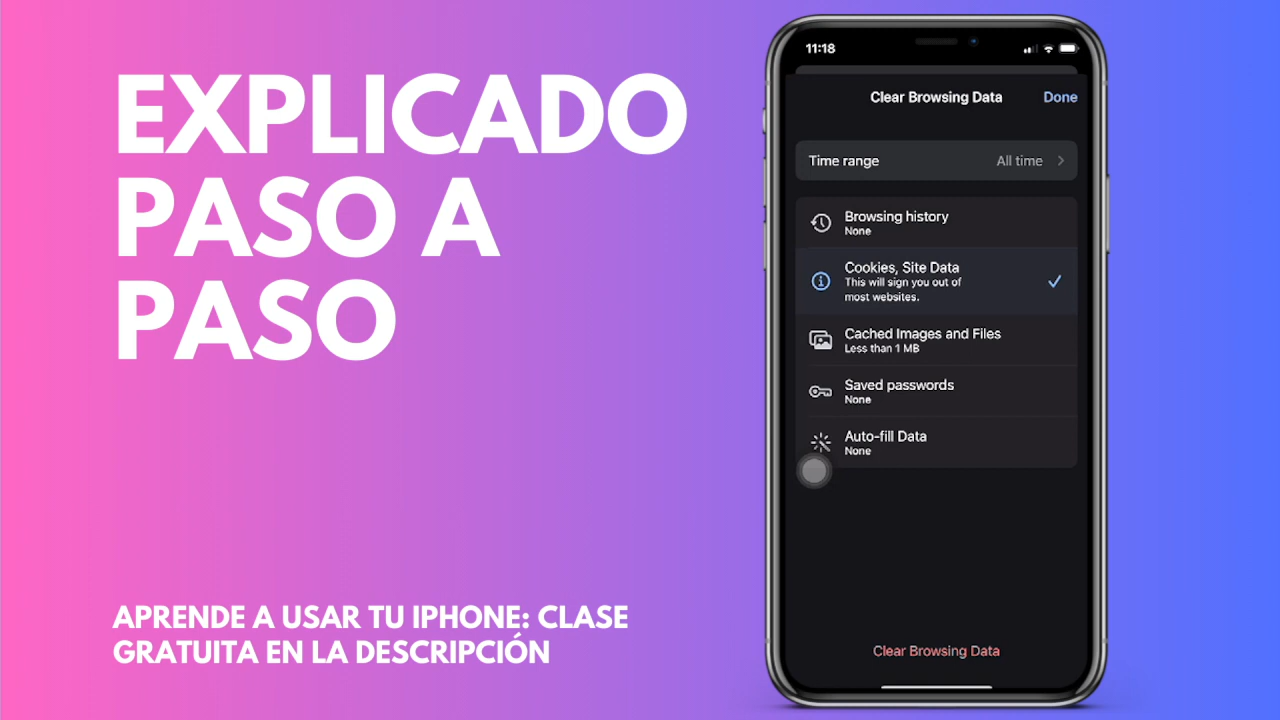 EXPLICADO
PASO A
PASO
APRENDE A USAR TU IPHONE: CLASE
GRATUITA EN LA DESCRIPCIÓN
11:18
Clear Browsing Data
Done
Time range
All time
Browsing history
None
Cookies, Site Data
This will sign you out of
most websites.
Cached Images and Files
Less than 1 MB
Saved passwords
None
Auto-fill Data
None
Clear Browsing Data